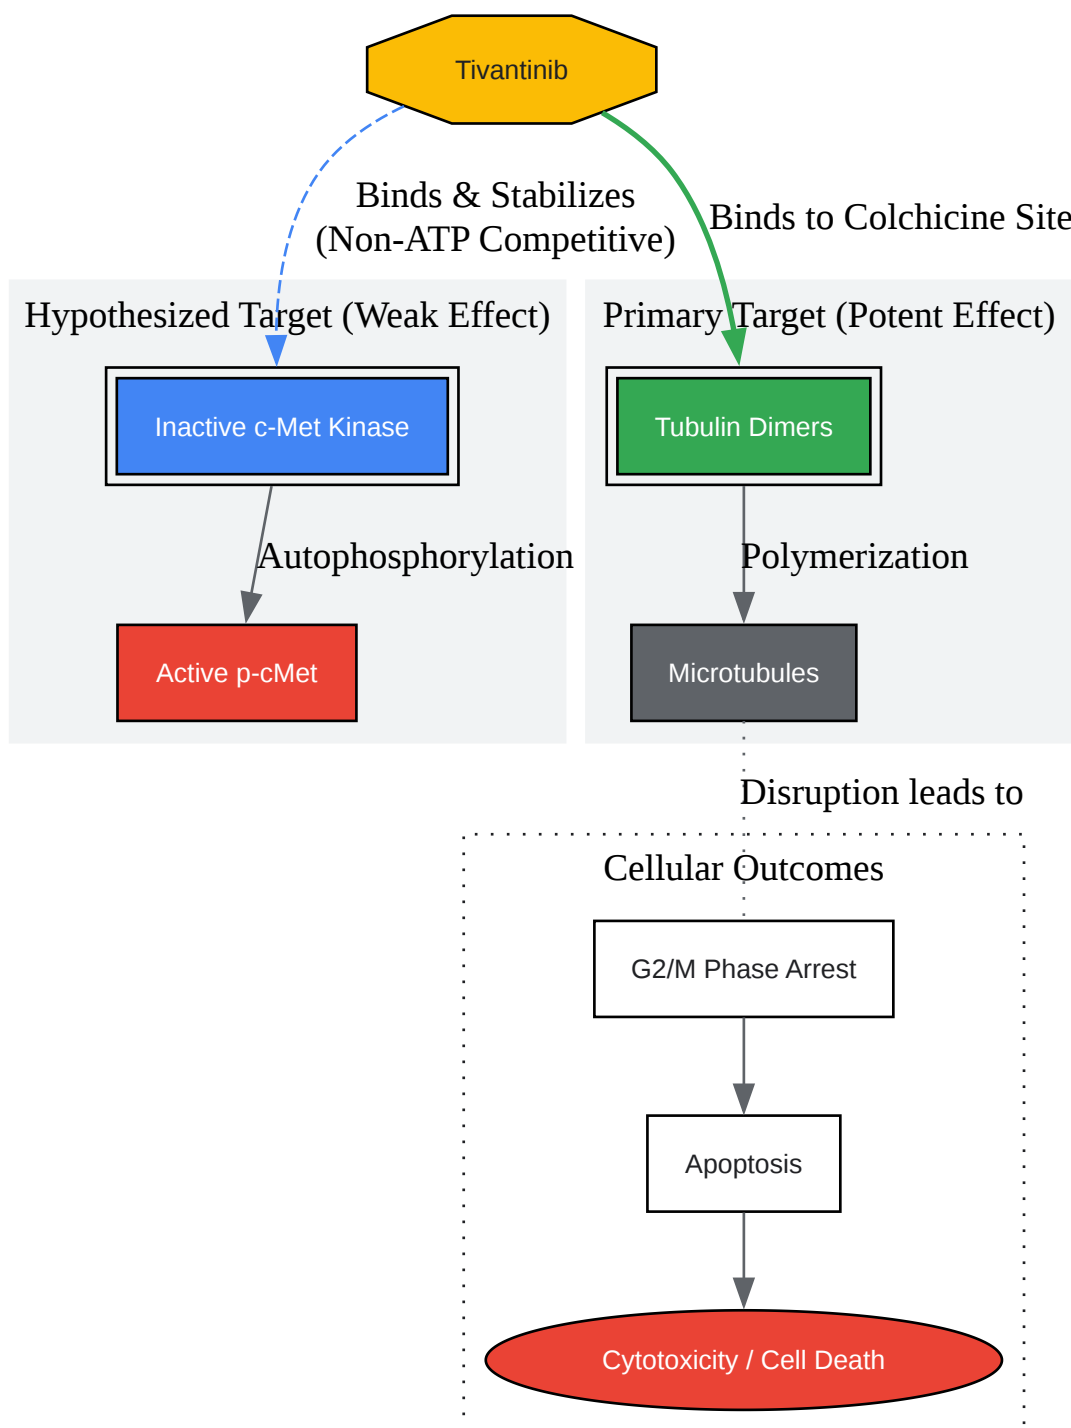 Tivantinib
Binds & Stabilizes
(Non-ATP Competitive)
Binds to Colchicine Site
Hypothesized Target (Weak Effect)
Primary Target (Potent Effect)
Inactive c-Met Kinase
Tubulin Dimers
Autophosphorylation
Polymerization
Active p-cMet
Microtubules
Disruption leads to
Cellular Outcomes
G2/M Phase Arrest
Apoptosis
Cytotoxicity / Cell Death